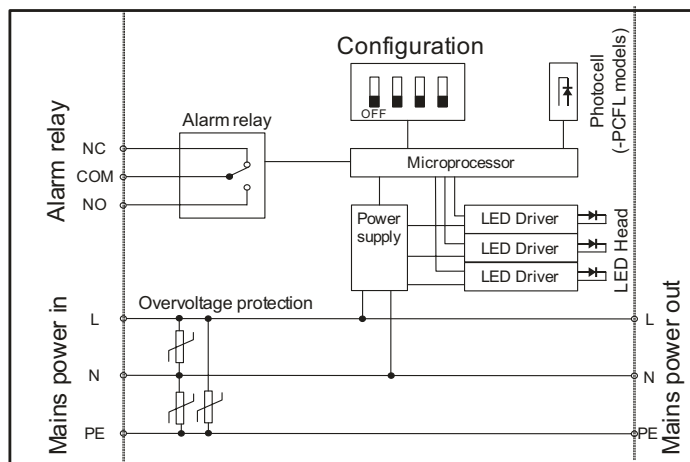 Configuration
OFF
Photocell
(-PCFL models)
Alarm relay
Alarm relay
NC
COM
NO
Microprocessor
Power
supply
LED Driver
LED Driver
LED Driver
LED Head
Mains power in
Overvoltage protection
L
N
PE
Mains power out
L
N
PE